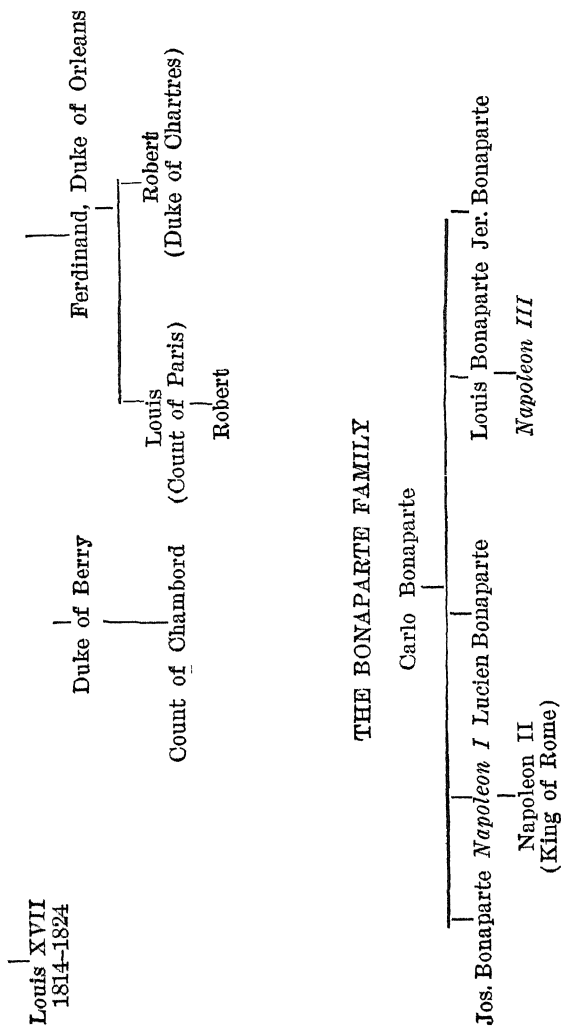 Louis XVII
1814–1824
Duke of Berry
Count of Chambord
Ferdinand, Duke of Orleans
Louis
(Count of Paris)
Robert
Robert
(Duke of Chartres)
THE BONAPARTE FAMILY
Carlo Bonaparte
Jos. Bonaparte Napoleon I Lucien Bonaparte Louis Bonaparte Jer. Bonaparte
Napoleon II
(King of Rome)
Napoleon III